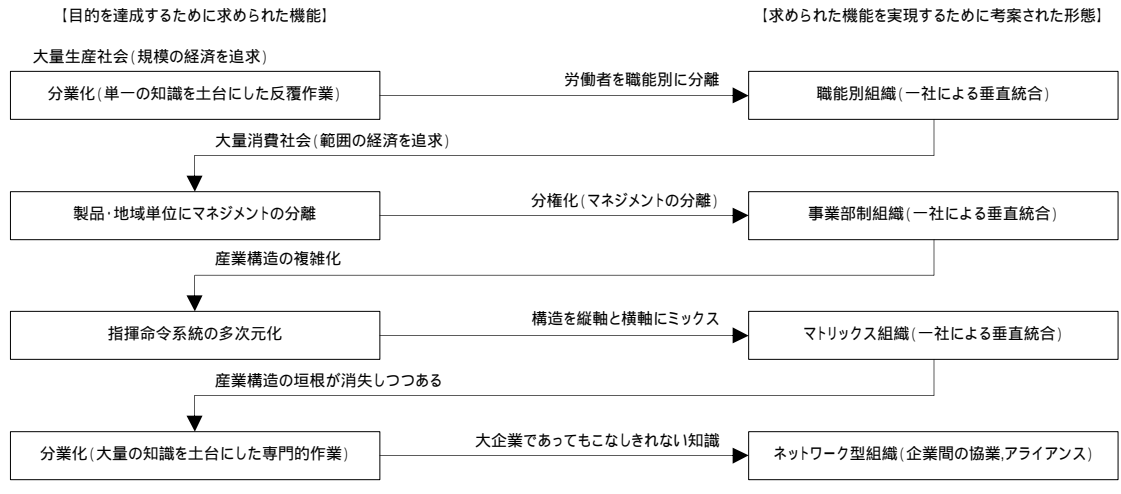 【目的を達成するために求められた機能】
【求められた機能を実現するために考案された形態】
大量生産社会(規模の経済を追求)
分業化(単一の知識を土台にした反覆作業)
労働者を職能別に分離
職能別組織(一社による垂直統合)
大量消費社会(範囲の経済を追求)
製品・地域単位にマネジメントの分離
分権化(マネジメントの分離)
事業部制組織(一社による垂直統合)
産業構造の複雑化
指揮命令系統の多次元化
構造を縦軸と横軸にミックス
マトリックス組織(一社による垂直統合)
産業構造の垣根が消失しつつある
分業化(大量の知識を土台にした専門的作業)
大企業であってもこなしきれない知識
ネットワーク型組織(企業間の協業,アライアンス)